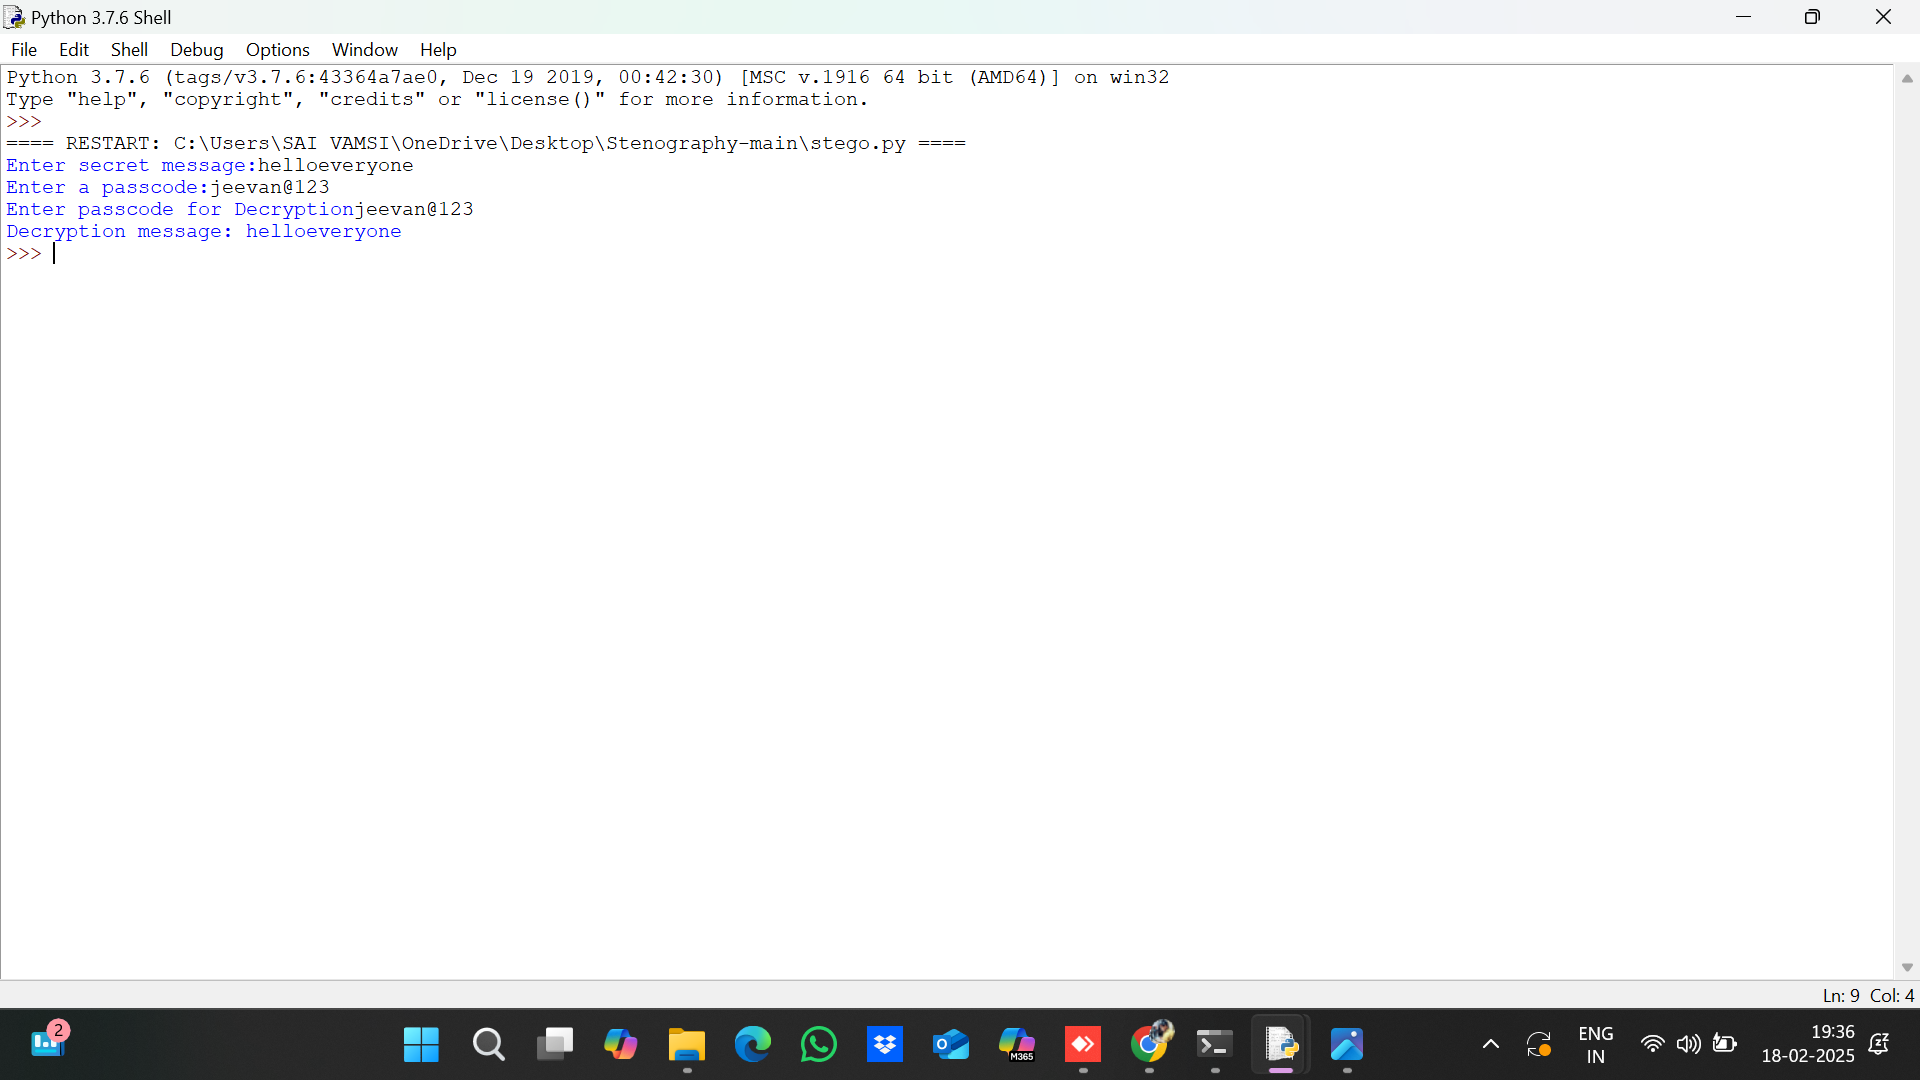 Python 3.7.6 Shell
File Edit Shell Debug Options Window Help
Python 3.7.6 (tags/v3.7.6:43364a7ae0, Dec 19 2019, 00:42:30) [MSC v.1916 64 bit (AMD64)] on win32
Type "help", "copyright", "credits" or "license()" for more information.
>>>
==== RESTART: C:\Users\SAI VAMSI\OneDrive\Desktop\Stenography-main\stego.py ====
Enter secret message:helloeveryone
Enter a passcode:jeevan@123
Enter passcode for Decryptionjeevan@123
Decryption message: helloeveryone
>>>
Ln: 9 Col: 4
2
M365
ENG
IN
19:36
18-02-2025